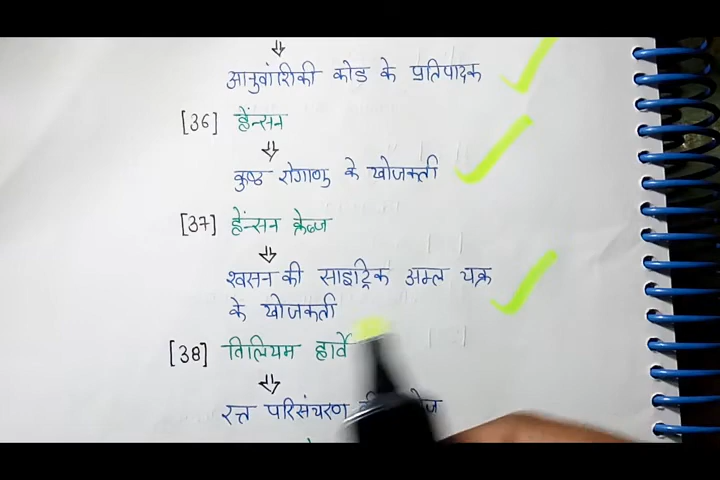 आनुवांशिकी कोड के प्रतिपादक
[36] हैंन्सन
कुष्ठ रोगाणु के खोजकर्ता
[37] हैंन्सन क्रेब्ज
श्वसन की साइट्रिक अम्ल चक्र
के खोजकर्ता
[38] विलियम हार्वे
रक्त परिसंचरण